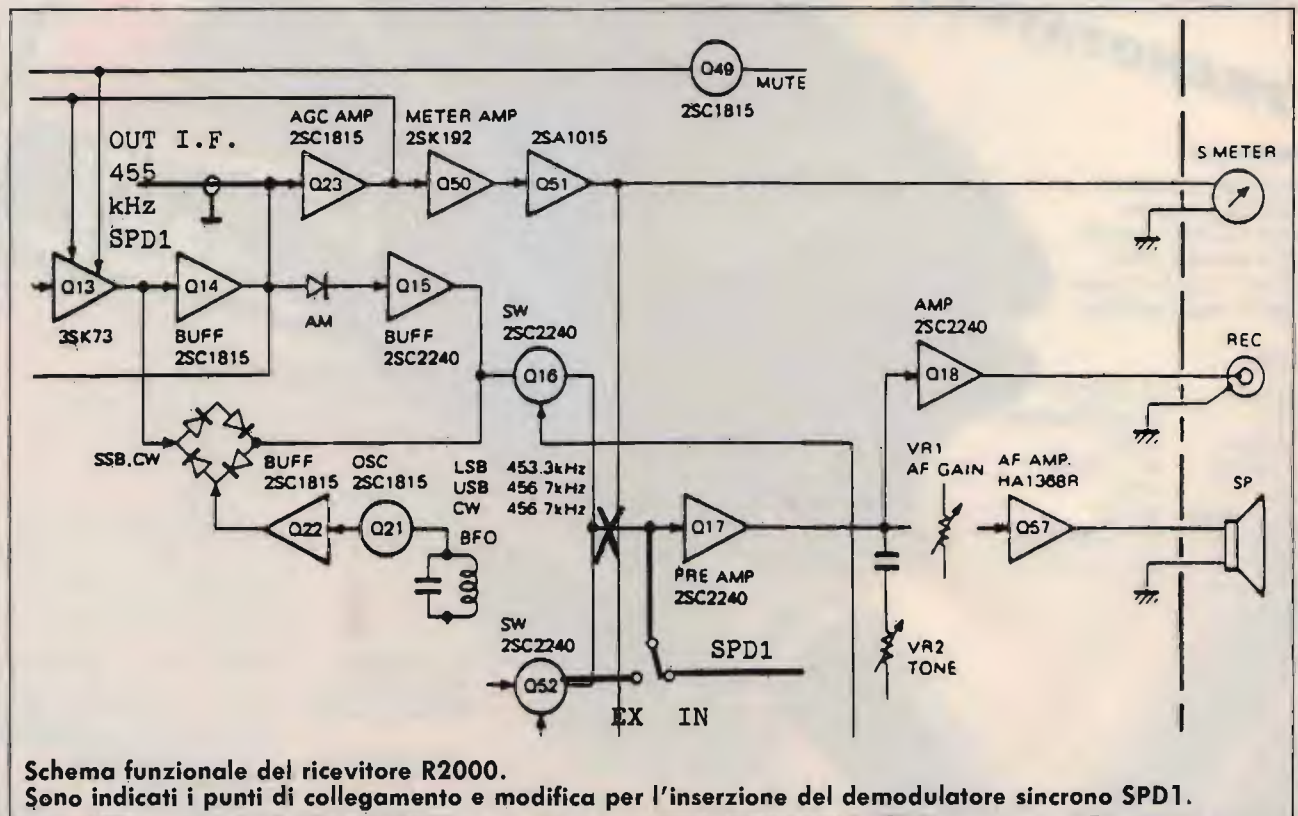 Q49
MUTE
2SC1815
AGC AMP
2SC1815
METER AMP
2SK192
2SA1015
OUT I.F.
455
kHz
SPD1
Q23
Q50
Q51
S METER
Q13
3SK73
Q14
BUFF
2SC1815
AM
Q15
BUFF
2SC2240
SW
2SC2240
Q16
AMP
2SC2240
Q18
REC
SSB,CW
BUFF
2SC1815
OSC
2SC1815
Q22
Q21
BFO
LSB 453.3kHz
USB 456 7kHz
CW 456 7kHz
Q17
PRE AMP
2SC2240
VR1
AF GAIN
AF AMP.
HA1368R
Q57
SP
SW
2SC2240
Q52
SPD1
EX IN
VR2
TONE
Schema funzionale del ricevitore R2000.
Sono indicati i punti di collegamento e modifica per l'inserzione del demodulatore sincrono SPD1.